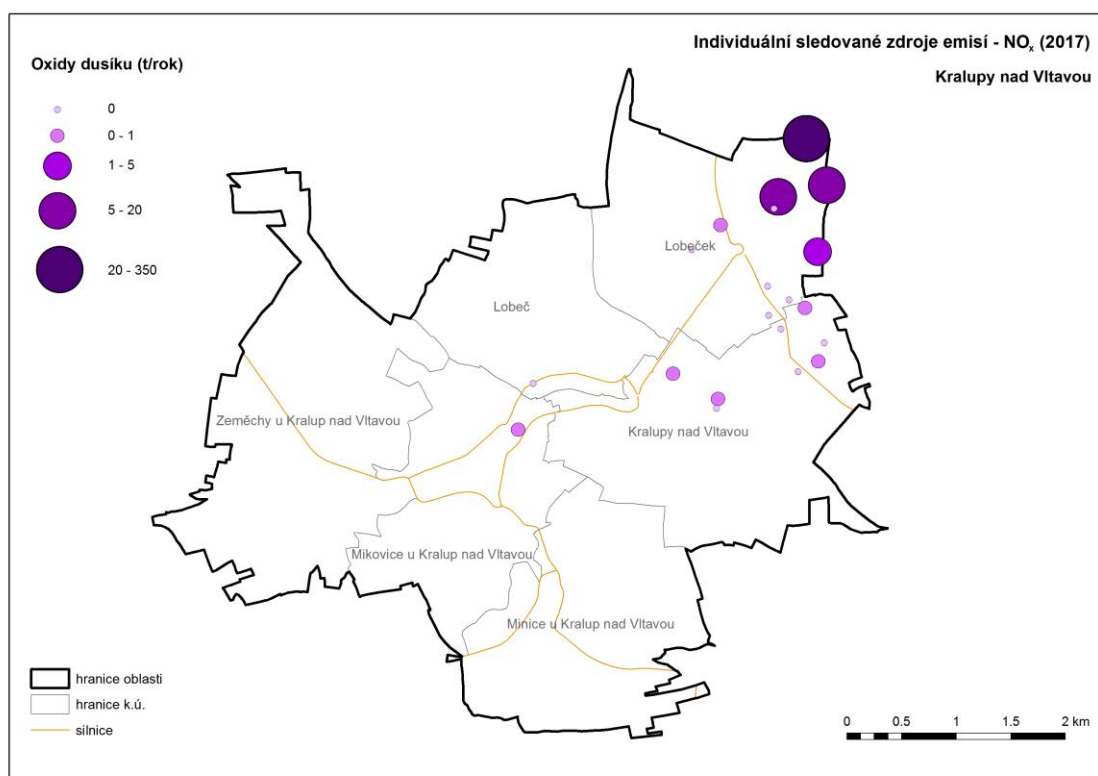 Individuální sledované zdroje emisí - NOₓ (2017)
Kralupy nad Vltavou
Oxidy dusíku (t/rok)
0
0 - 1
1 - 5
5 - 20
20 - 350
Lobeček
Lobeč
Zeměchy u Kralup nad Vltavou
Kralupy nad Vltavou
Mikovice u Kralup nad Vltavou
Minice u Kralup nad Vltavou
hranice oblasti
hranice k.ú.
silnice
0 0.5 1 1.5 2 km